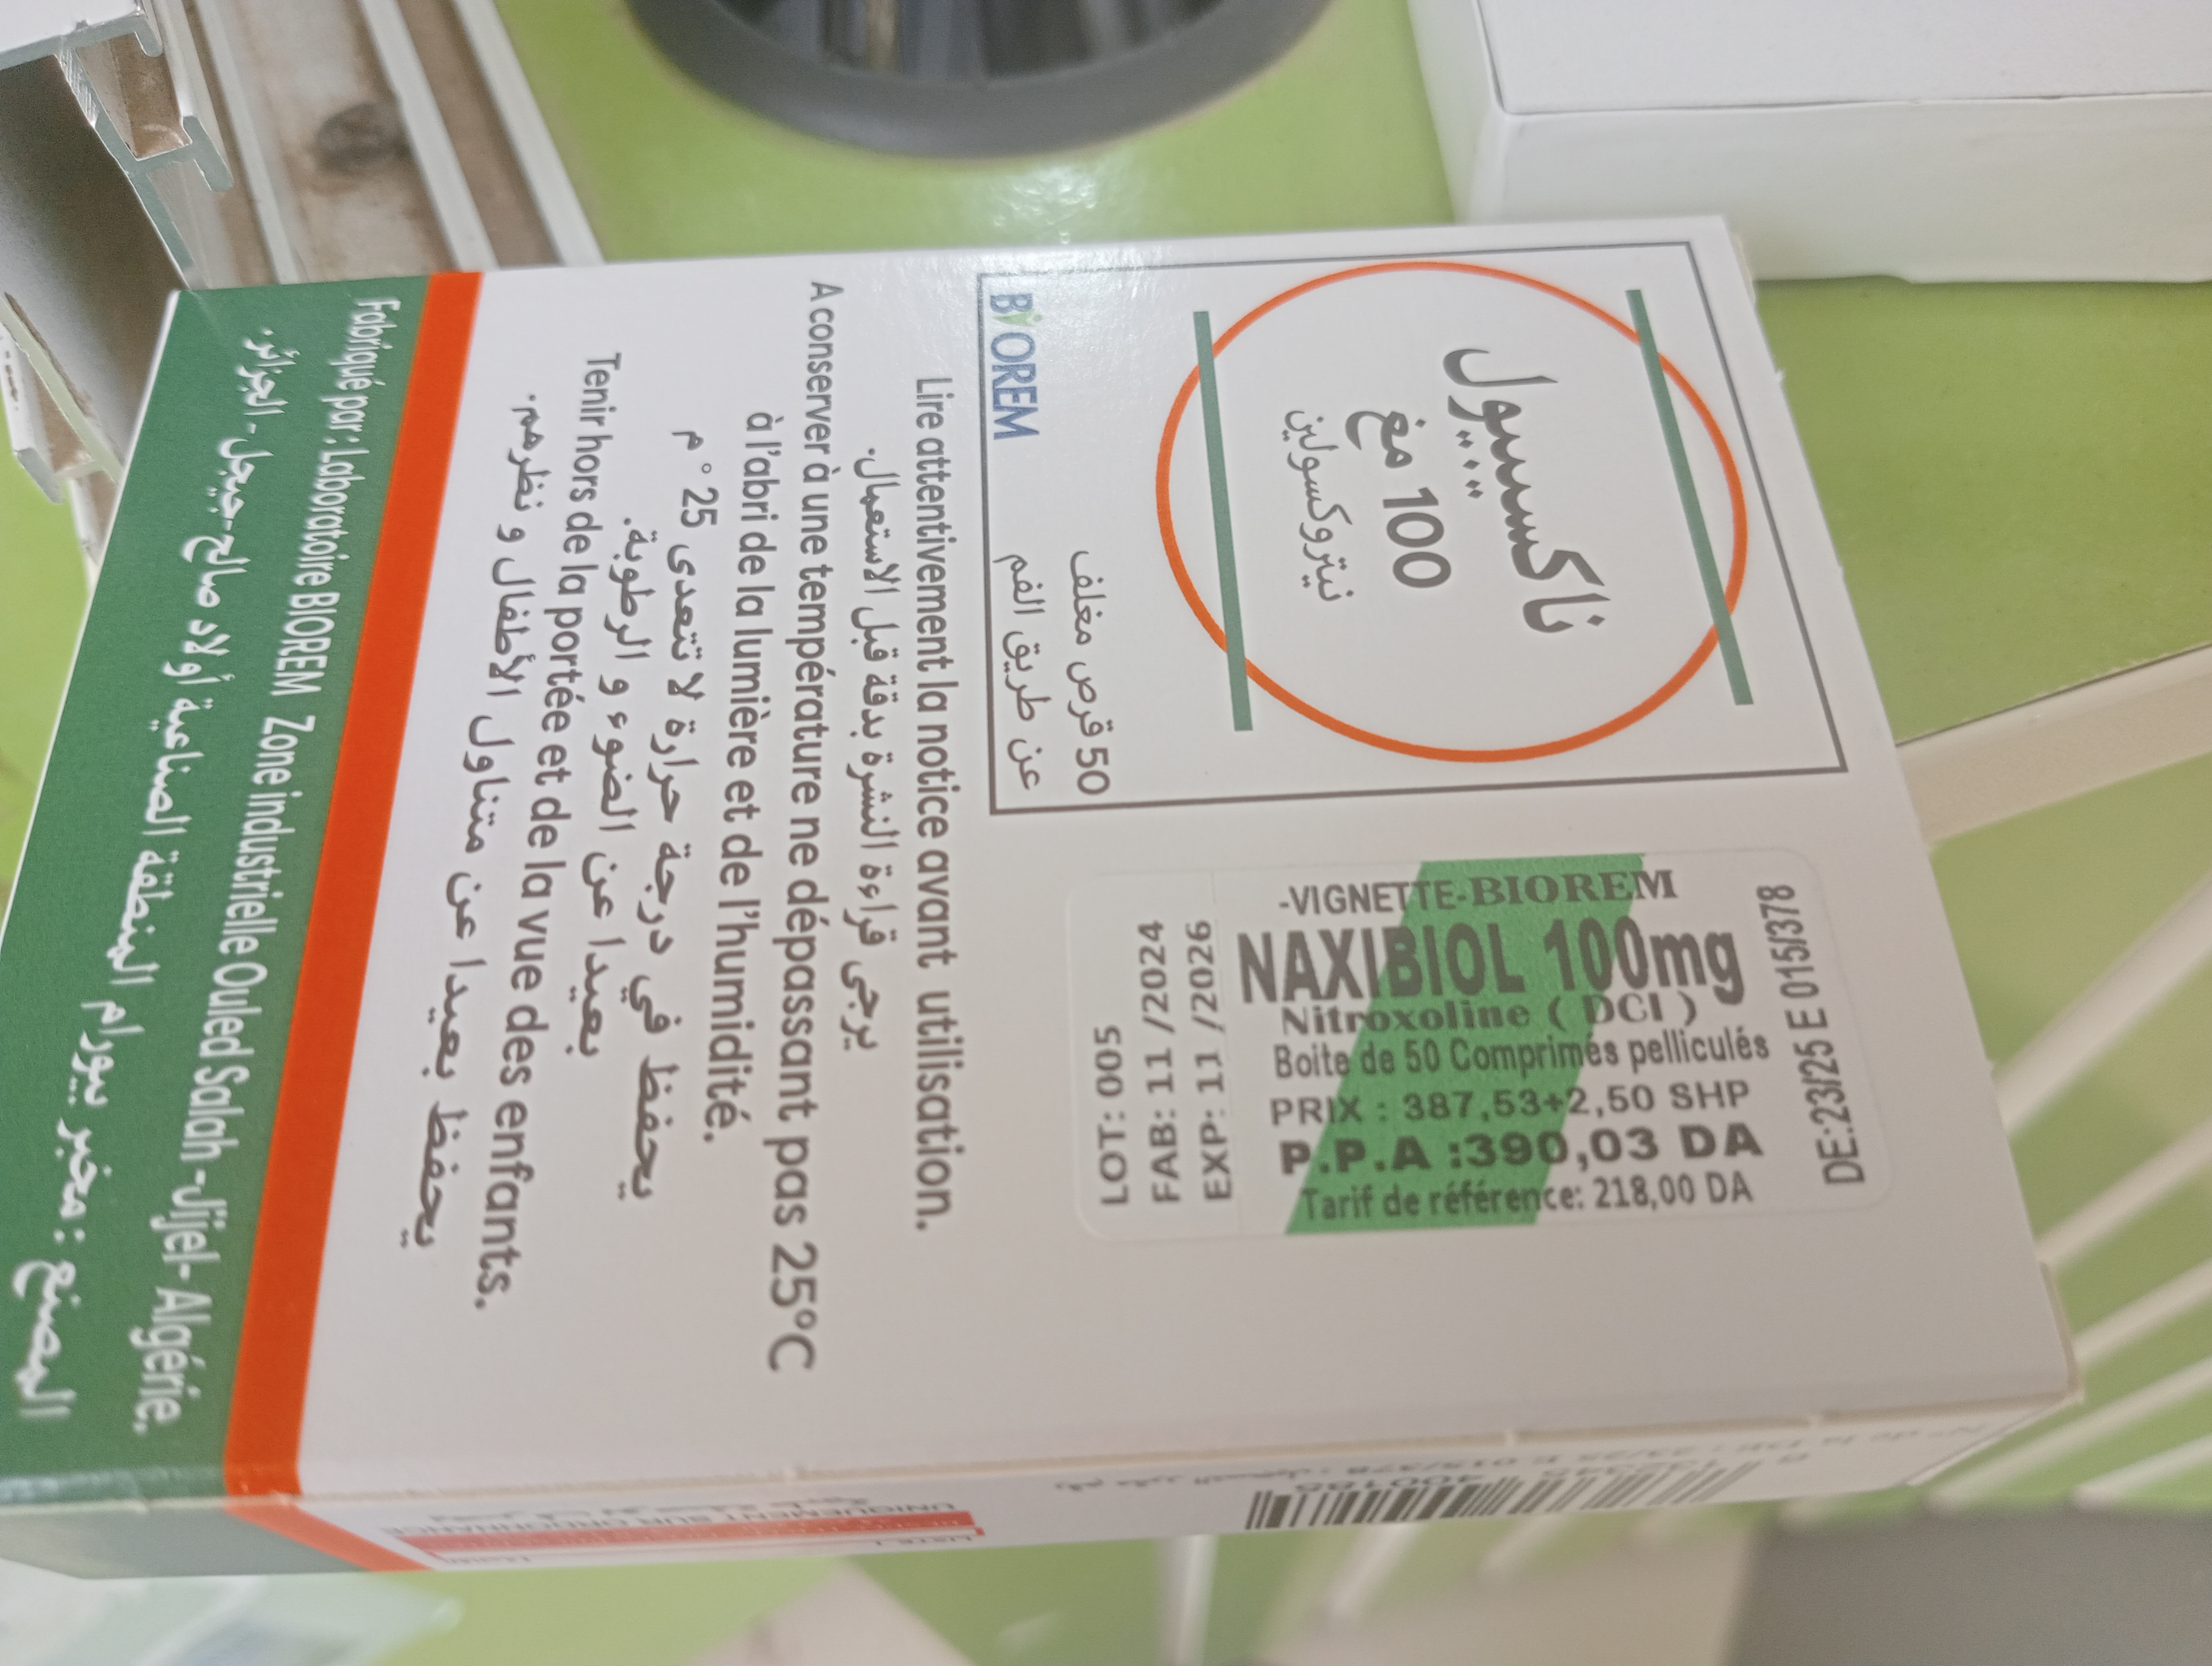 ناكسيبيول
100 مغ
نيتروكسولين
50 قرص مغلف
عن طريق الفم
BIOREM
-VIGNETTE-BIOREM
NAXIBIOL 100mg
Nitroxoline ( DCI )
Boite de 50 Comprimés pelliculés
PRIX : 387,53+2,50 SHP
P.P.A :390,03 DA
Tarif de référence: 218,00 DA
DE:23/25 E 015/378
LOT: 005
FAB: 11 / 2024
EXP: 11 / 2026
Lire attentivement la notice avant utilisation.
يرجى قراءة النشرة بدقة قبل الاستعمال.
A conserver à une température ne dépassant pas 25°C
à l'abri de la lumière et de l'humidité.
يحفظ في درجة حرارة لا تتعدى 25 ° م
بعيدا عن الضوء و الرطوبة.
Tenir hors de la portée et de la vue des enfants.
يحفظ بعيدا عن متناول الأطفال و نظرهم.
Fabriqué par : Laboratoire BIOREM Zone industrielle Ouled Salah -Jijel- Algérie.
المصنع : مخبر بيورام المنطقة الصناعية أولاد صالح-جيجل - الجزائر.
UNIQUEMENT SUR ORDONNANCE